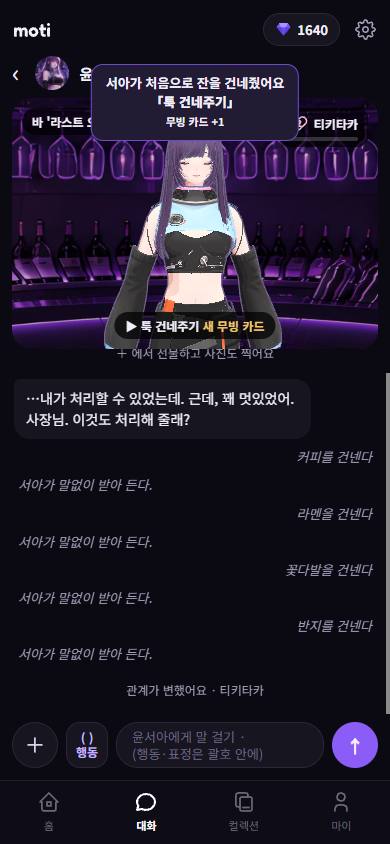 moti
1640
윤
서아가 처음으로 잔을 건네줬어요
「툭 건네주기」
무빙 카드 +1
바 '라스트
티키타카
▶ 툭 건네주기 새 무빙 카드
+ 에서 선물하고 사진도 찍어요
…내가 처리할 수 있었는데. 근데, 꽤 멋있었어.
사장님. 이것도 처리해 줄래?
커피를 건넨다
서아가 말없이 받아 든다.
라멘을 건넨다
서아가 말없이 받아 든다.
꽃다발을 건넨다
서아가 말없이 받아 든다.
반지를 건넨다
서아가 말없이 받아 든다.
관계가 변했어요 · 티키타카
( )
행동
윤서아에게 말 걸기 ·
(행동·표정은 괄호 안에)
홈
대화
컬렉션
마이